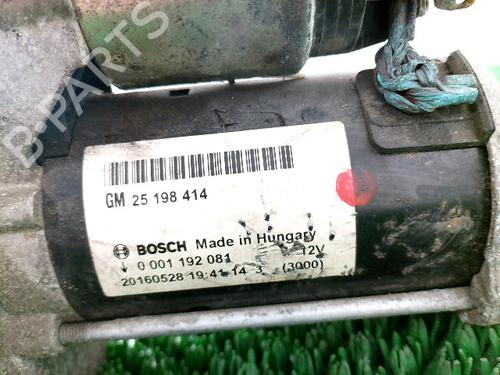 B-PARTS
GM 25 198 414
BOSCH Made in Hungary
0 001 192 081 12V
20160528 19:41 14 3 (3000)